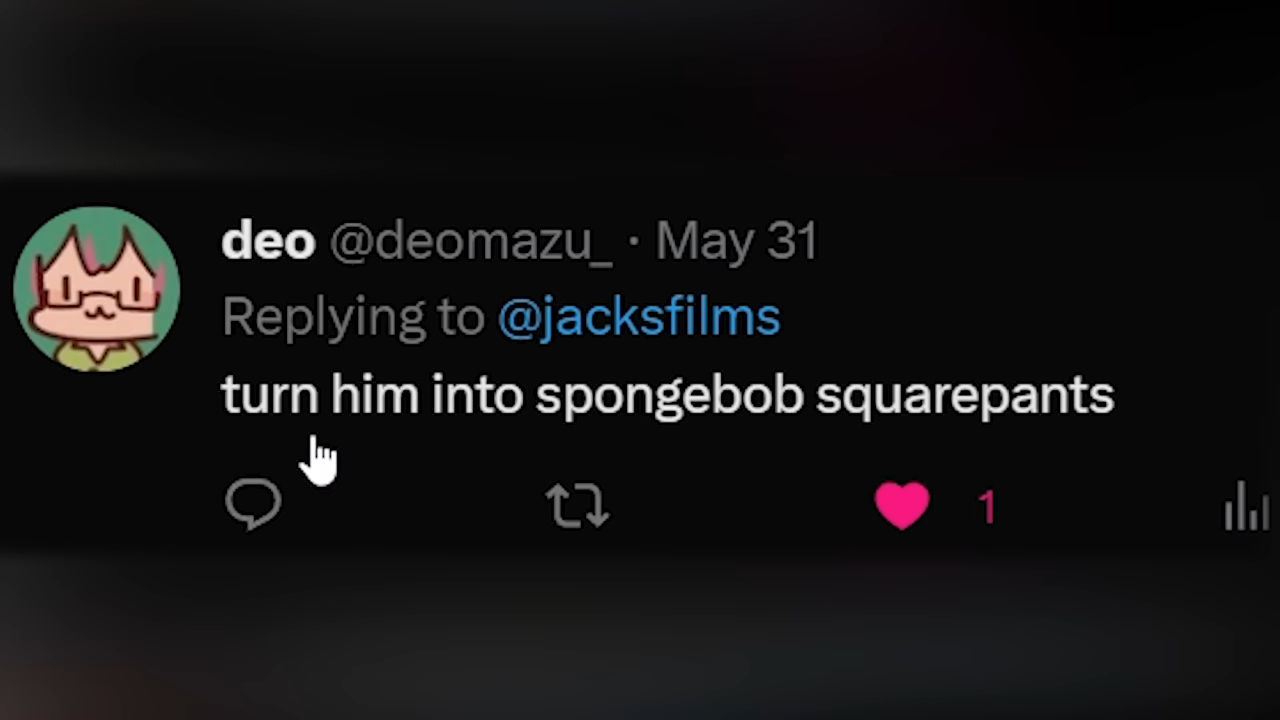 deo @deomazu_ · May 31
Replying to @jacksfilms
turn him into spongebob squarepants
1